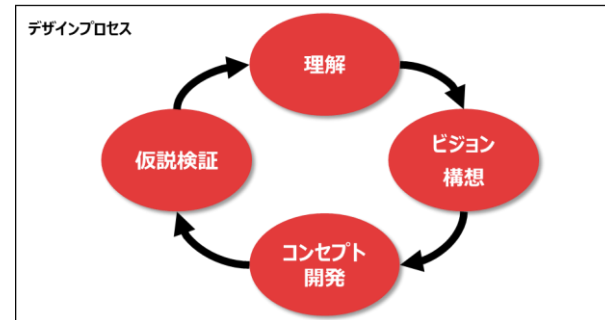 デザインプロセス
理解
ビジョン
構想
コンセプト
開発
仮説検証